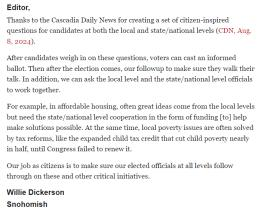 Editor,
Thanks to the Cascadia Daily News for creating a set of citizen-inspired
questions for candidates at both the local and state/national levels (CDN, Aug.
8, 2024).
After candidates weigh in on these questions, voters can cast an informed
ballot. Then after the election comes, our followup to make sure they walk their
talk. In addition, we can ask the local level and the state/national level officials
to work together.
For example, in affordable housing, often great ideas come from the local levels
but need the state/national level cooperation in the form of funding [to] help
make solutions possible. At the same time, local poverty issues are often solved
by tax reforms, like the expanded child tax credit that cut child poverty nearly
in half, until Congress failed to renew it.
Our job as citizens is to make sure our elected officials at all levels follow
through on these and other critical initiatives.
Willie Dickerson
Snohomish